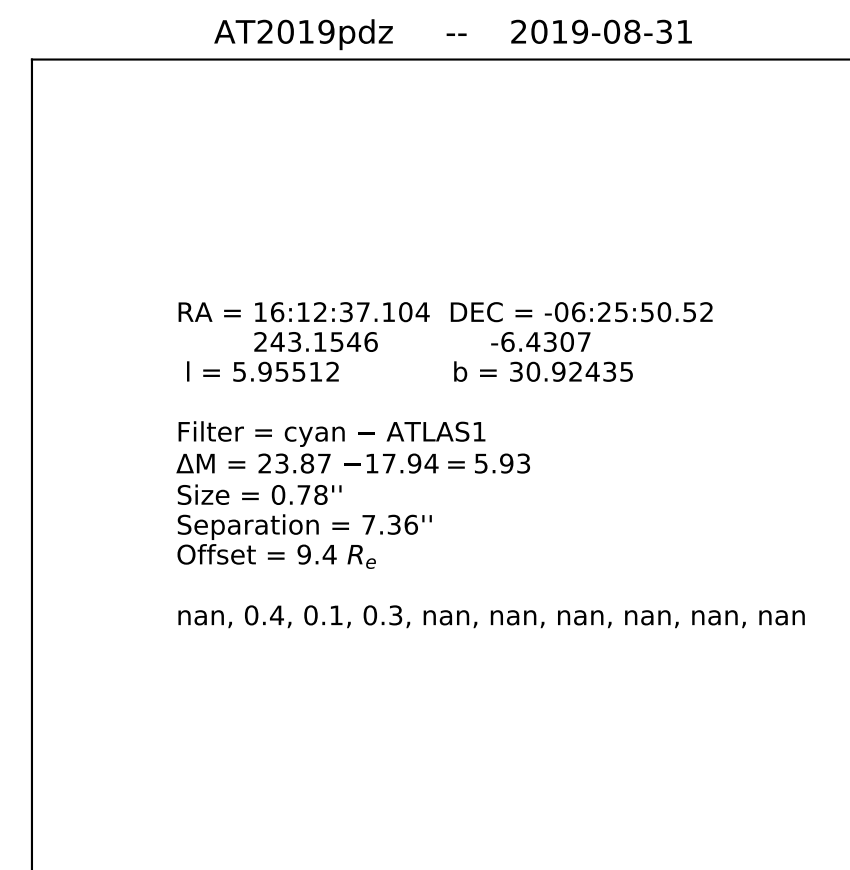 AT2019pdz -- 2019-08-31
RA = 16:12:37.104 DEC = -06:25:50.52
243.1546 -6.4307
l = 5.95512 b = 30.92435
Filter = cyan − ATLAS1
ΔM = 23.87 −17.94 = 5.93
Size = 0.78''
Separation = 7.36''
Offset = 9.4 Rₑ
nan, 0.4, 0.1, 0.3, nan, nan, nan, nan, nan, nan